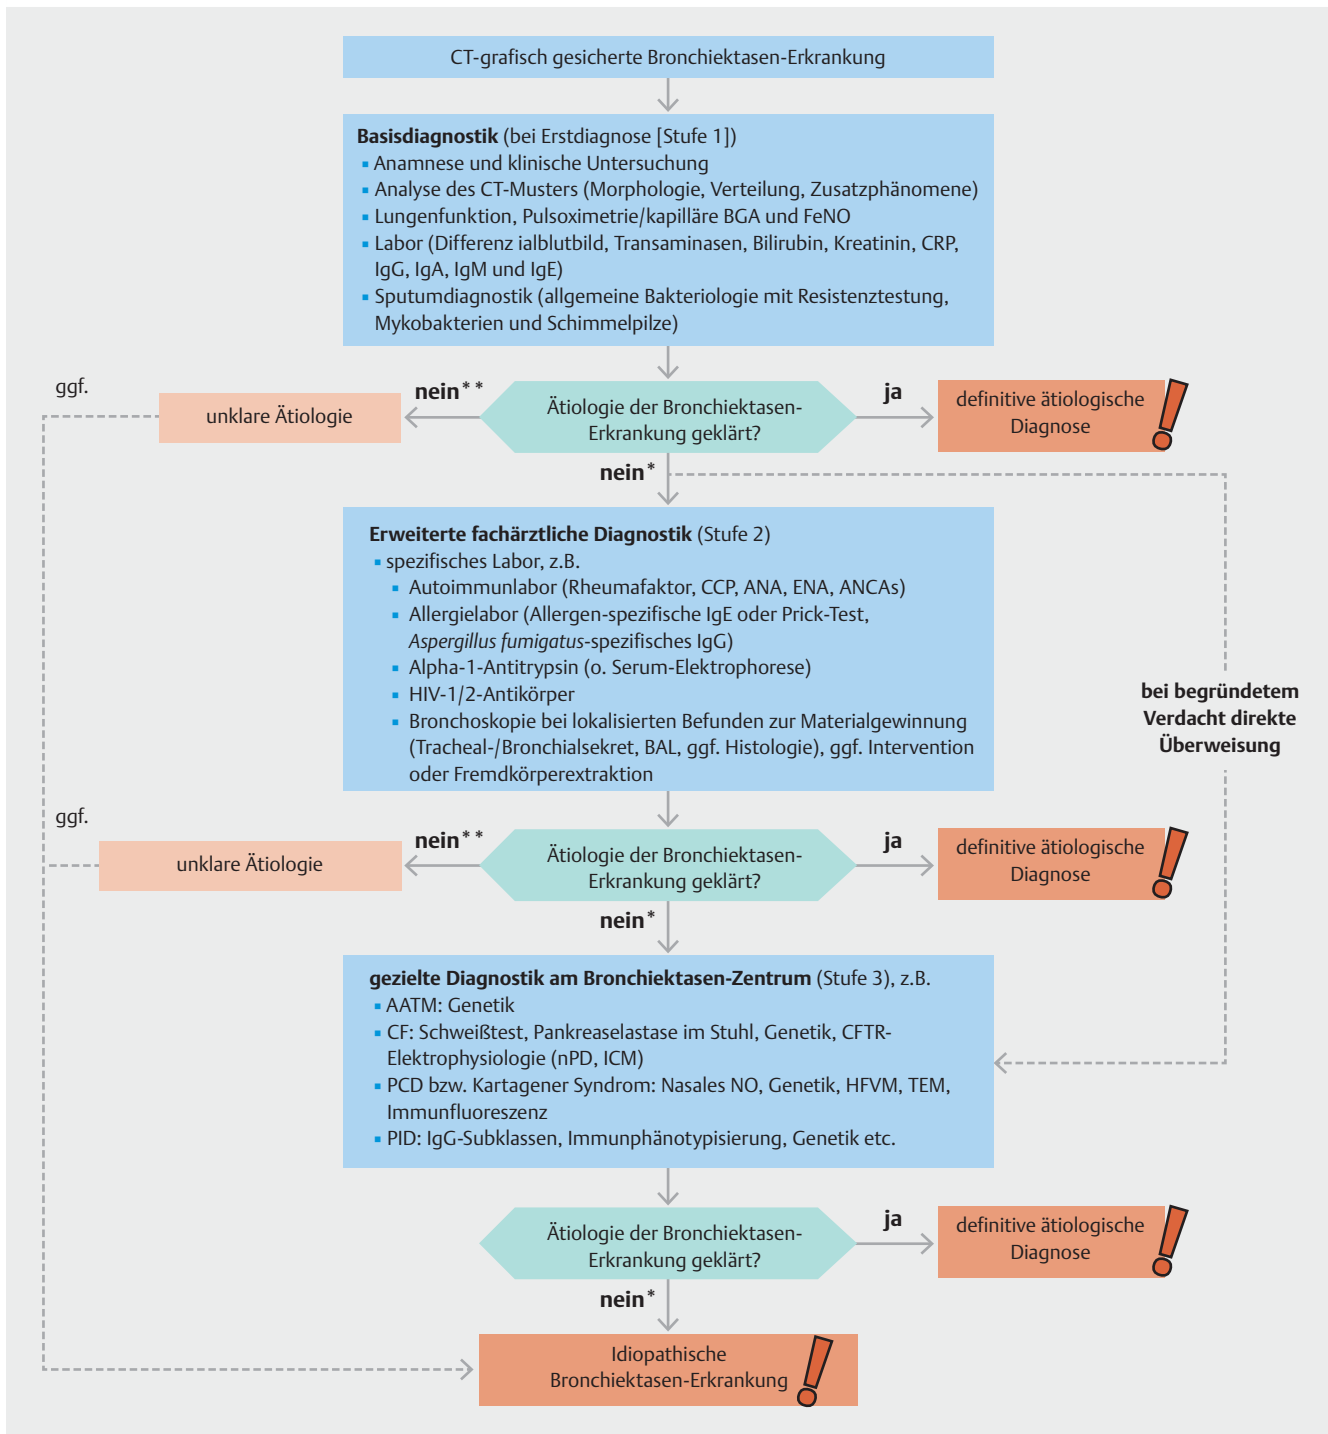 CT-grafisch gesicherte Bronchiektasen-Erkrankung
Basisdiagnostik (bei Erstdiagnose [Stufe 1])
▪ Anamnese und klinische Untersuchung
▪ Analyse des CT-Musters (Morphologie, Verteilung, Zusatzphänomene)
▪ Lungenfunktion, Pulsoximetrie/kapilläre BGA und FeNO
▪ Labor (Differenz ialblutbild, Transaminasen, Bilirubin, Kreatinin, CRP,
IgG, IgA, IgM und IgE)
▪ Sputumdiagnostik (allgemeine Bakteriologie mit Resistenztestung,
Mykobakterien und Schimmelpilze)
ggf.
unklare Ätiologie
nein**
Ätiologie der Bronchiektasen-
Erkrankung geklärt?
ja
definitive ätiologische
Diagnose
nein*
Erweiterte fachärztliche Diagnostik (Stufe 2)
▪ spezifisches Labor, z.B.
▪ Autoimmunlabor (Rheumafaktor, CCP, ANA, ENA, ANCAs)
▪ Allergielabor (Allergen-spezifische IgE oder Prick-Test,
Aspergillus fumigatus-spezifisches IgG)
▪ Alpha-1-Antitrypsin (o. Serum-Elektrophorese)
▪ HIV-1/2-Antikörper
▪ Bronchoskopie bei lokalisierten Befunden zur Materialgewinnung
(Tracheal-/Bronchialsekret, BAL, ggf. Histologie), ggf. Intervention
oder Fremdkörperextraktion
bei begründetem
Verdacht direkte
Überweisung
ggf.
unklare Ätiologie
nein**
Ätiologie der Bronchiektasen-
Erkrankung geklärt?
ja
definitive ätiologische
Diagnose
nein*
gezielte Diagnostik am Bronchiektasen-Zentrum (Stufe 3), z.B.
▪ AATM: Genetik
▪ CF: Schweißtest, Pankreaselastase im Stuhl, Genetik, CFTR-
Elektrophysiologie (nPD, ICM)
▪ PCD bzw. Kartagener Syndrom: Nasales NO, Genetik, HFVM, TEM,
Immunfluoreszenz
▪ PID: IgG-Subklassen, Immunphänotypisierung, Genetik etc.
Ätiologie der Bronchiektasen-
Erkrankung geklärt?
ja
definitive ätiologische
Diagnose
nein*
Idiopathische
Bronchiektasen-Erkrankung